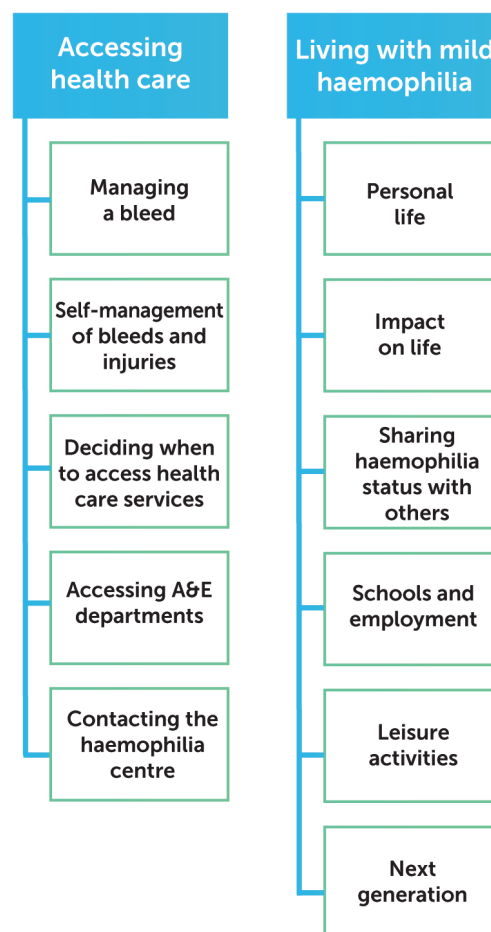 Accessing
health care
Managing
a bleed
Self-management
of bleeds and
injuries
Deciding when
to access health
care services
Accessing A&E
departments
Contacting the
haemophilia
centre
Living with mild
haemophilia
Personal
life
Impact
on life
Sharing
haemophilia
status with
others
Schools and
employment
Leisure
activities
Next
generation